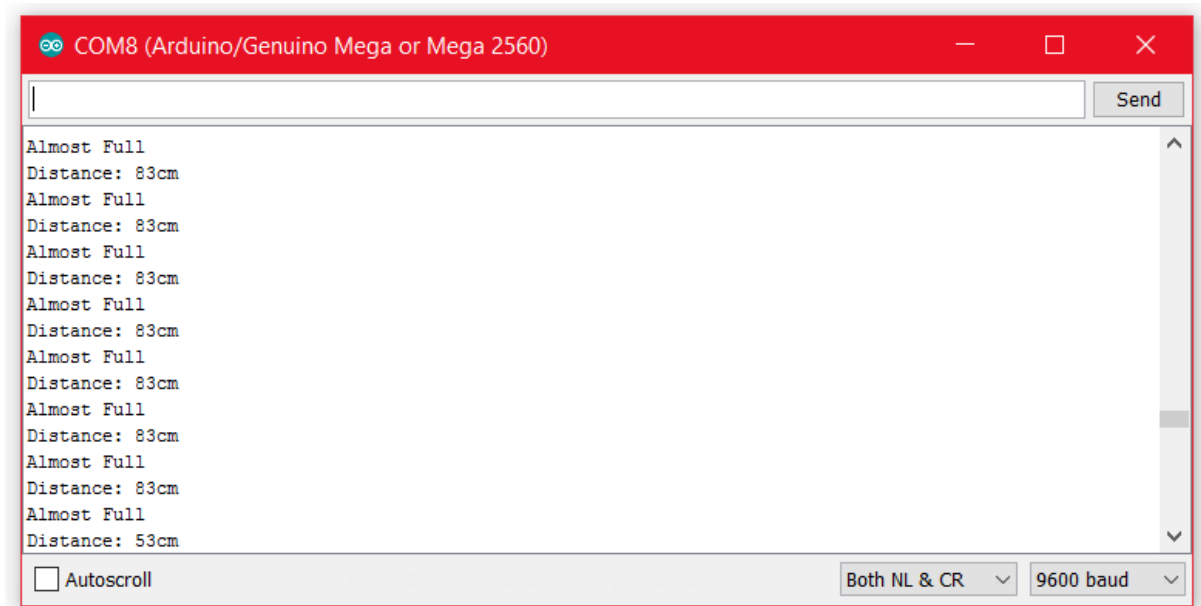 COM8 (Arduino/Genuino Mega or Mega 2560)
Send
Almost Full
Distance: 83cm
Almost Full
Distance: 83cm
Almost Full
Distance: 83cm
Almost Full
Distance: 83cm
Almost Full
Distance: 83cm
Almost Full
Distance: 83cm
Almost Full
Distance: 83cm
Almost Full
Distance: 53cm
Autoscroll
Both NL & CR
9600 baud